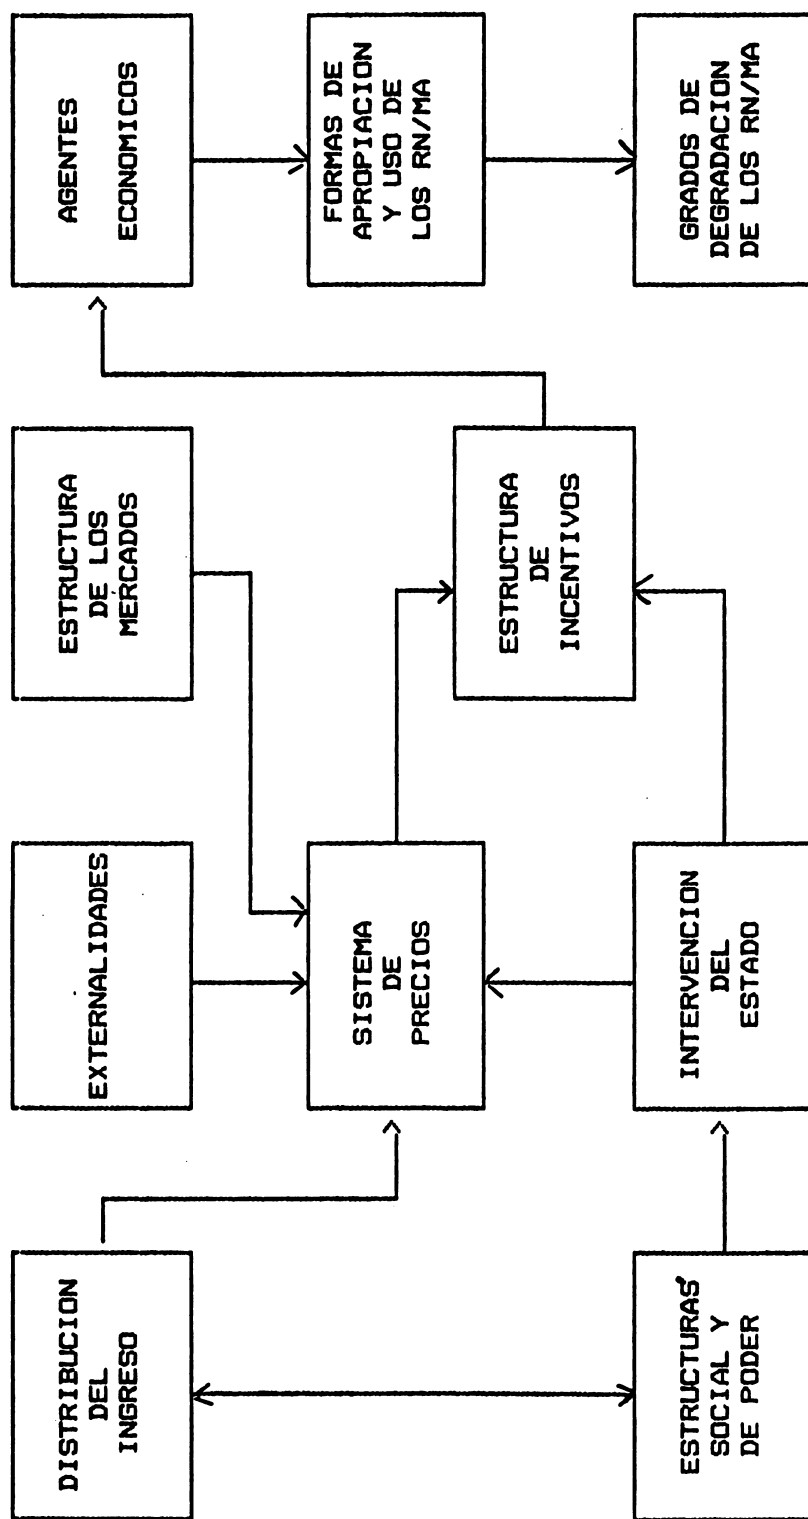 DISTRIBUCION
DEL
INGRESO
EXTERNALIDADES
ESTRUCTURA
DE LOS
MERCADOS
AGENTES
ECONOMICOS
SISTEMA
DE
PRECIOS
FORMAS DE
APROPIACION
Y USO DE
LOS RN/MA
ESTRUCTURA
DE
INCENTIVOS
ESTRUCTURAS
SOCIAL Y
DE PODER
INTERVENCION
DEL
ESTADO
GRADOS DE
DEGRADACION
DE LOS RN/MA